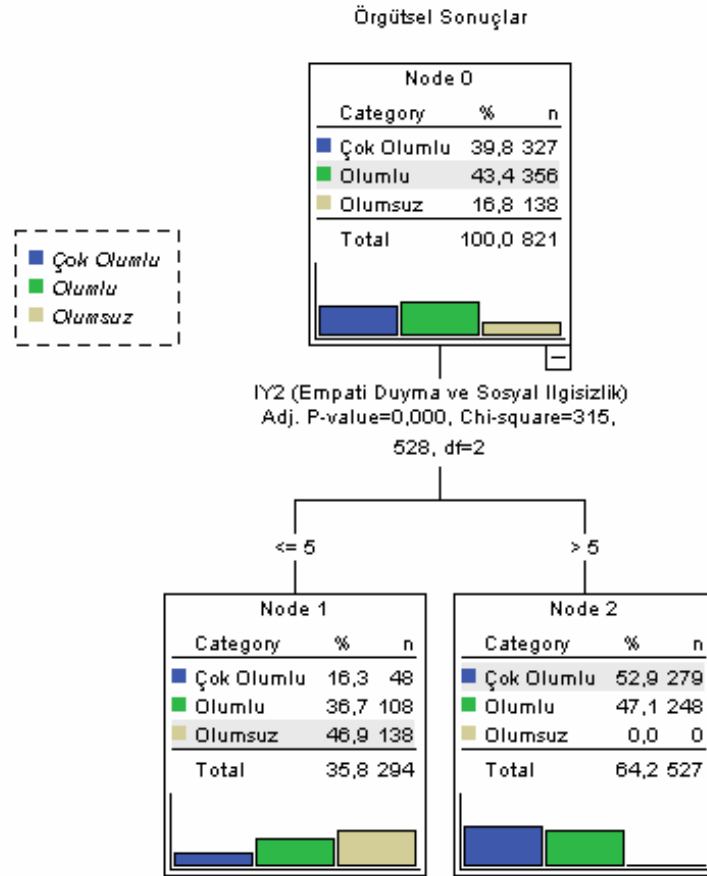 Örgütsel Sonuçlar
Node 0
Category % n
Çok Olumlu 39,8 327
Olumlu 43,4 356
Olumsuz 16,8 138
Total 100,0 821
Çok Olumlu
Olumlu
Olumsuz
IY2 (Empati Duyma ve Sosyal Ilgisizlik)
Adj. P-value=0,000, Chi-square=315,
528, df=2
<= 5
> 5
Node 1
Category % n
Çok Olumlu 16,3 48
Olumlu 36,7 108
Olumsuz 46,9 138
Total 35,8 294
Node 2
Category % n
Çok Olumlu 52,9 279
Olumlu 47,1 248
Olumsuz 0,0 0
Total 64,2 527